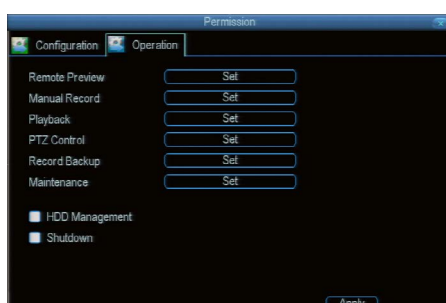 Permission
Configuration Operation
Remote Preview Set
Manual Record Set
Playback Set
PTZ Control Set
Record Backup Set
Maintenance Set
HDD Management
Shutdown
Apply